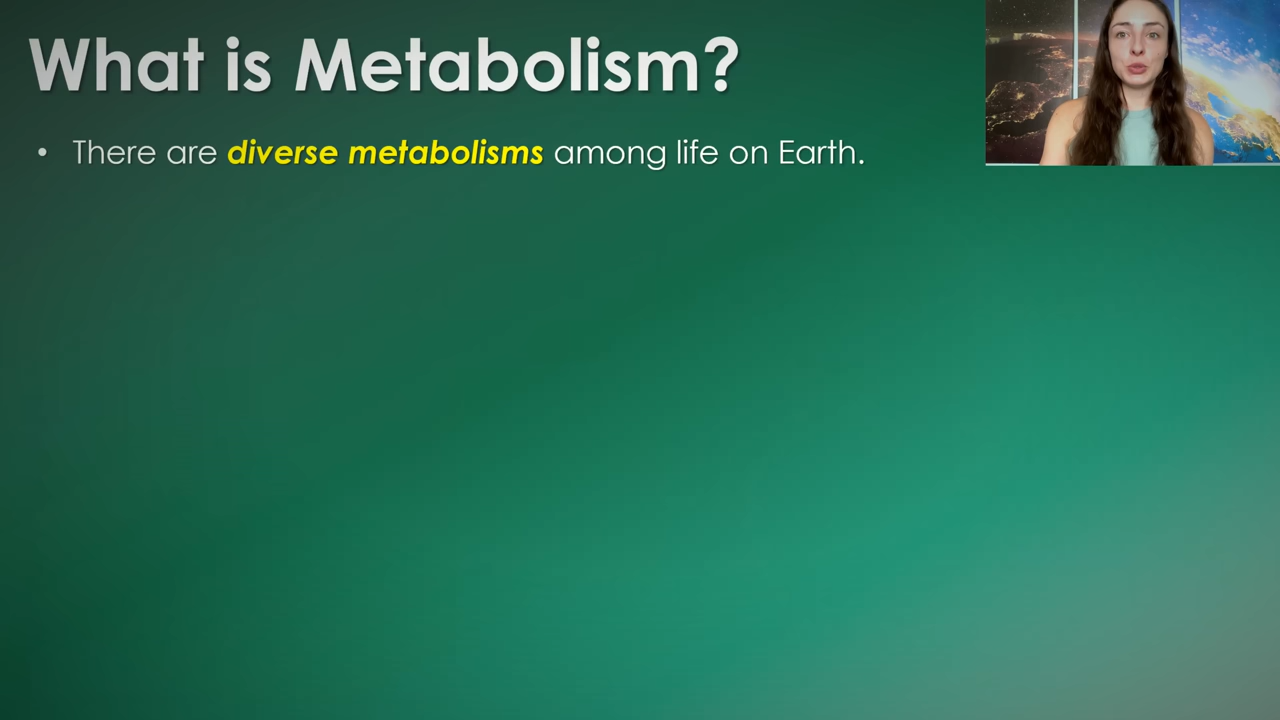 What is Metabolism?
• There are diverse metabolisms among life on Earth.